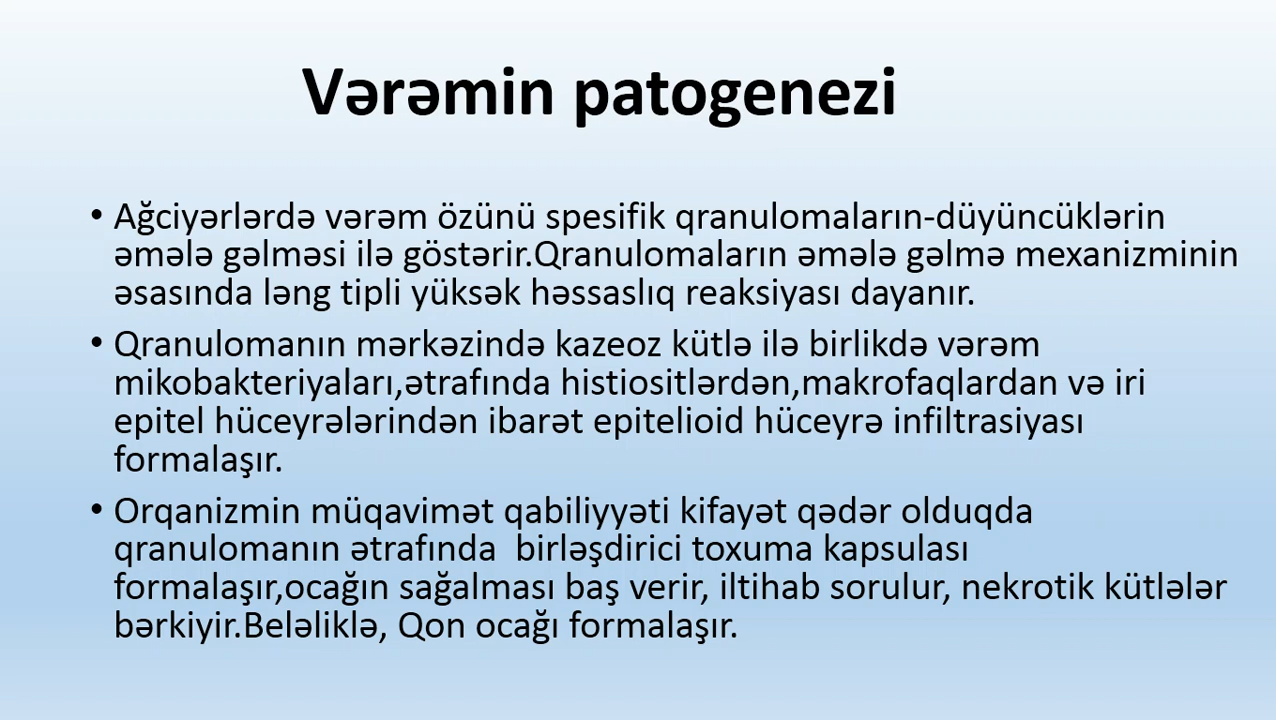 Vərəmin patogenezi
• Ağciyərlərdə vərəm özünü spesifik qranulomaların-düyüncüklərin
əmələ gəlməsi ilə göstərir.Qranulomaların əmələ gəlmə mexanizminin
əsasında ləng tipli yüksək həssaslıq reaksiyası dayanır.
• Qranulomanın mərkəzində kazeoz kütlə ilə birlikdə vərəm
mikobakteriyaları,ətrafında histiositlərdən,makrofaqlardan və iri
epitel hüceyrələrindən ibarət epitelioid hüceyrə infiltrasiyası
formalaşır.
• Orqanizmin müqavimət qabiliyyəti kifayət qədər olduqda
qranulomanın ətrafında  birləşdirici toxuma kapsulası
formalaşır,ocağın sağalması baş verir, iltihab sorulur, nekrotik kütlələr
bərkiyir.Beləliklə, Qon ocağı formalaşır.